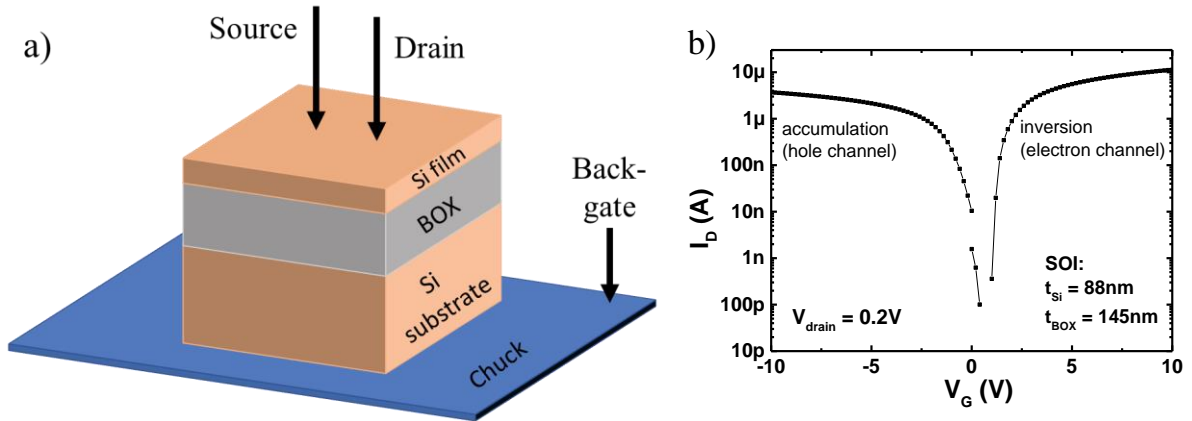 a)
Source
Drain
Si film
BOX
Si
substrate
Back-
gate
Chuck
b)
10µ
1µ
100n
10n
1n
100p
10p
I_D (A)
accumulation
(hole channel)
inversion
(electron channel)
V_drain = 0.2V
SOI:
t_Si = 88nm
t_BOX = 145nm
-10
-5
0
5
10
V_G (V)